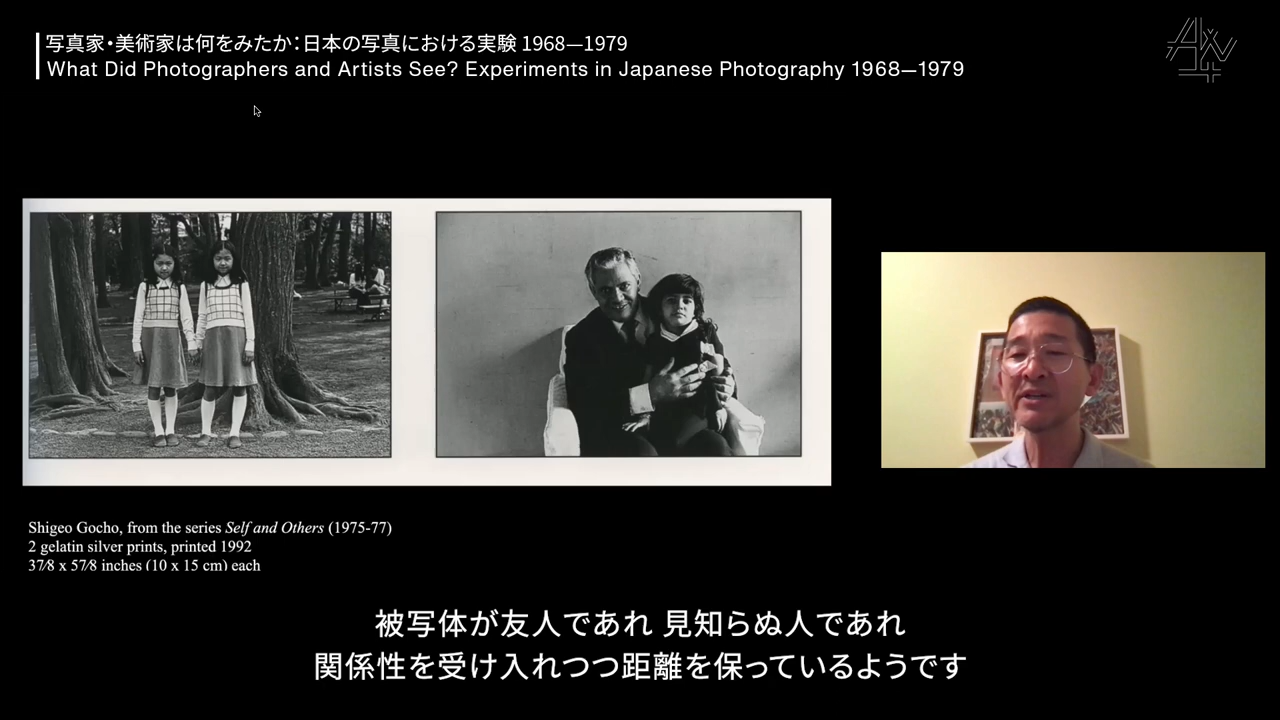 写真家・美術家は何をみたか：日本の写真における実験 1968—1979
What Did Photographers and Artists See? Experiments in Japanese Photography 1968—1979
Shigeo Gocho, from the series Self and Others (1975-77)
2 gelatin silver prints, printed 1992
37⁄8 x 57⁄8 inches (10 x 15 cm) each
被写体が友人であれ 見知らぬ人であれ
関係性を受け入れつつ距離を保っているようです